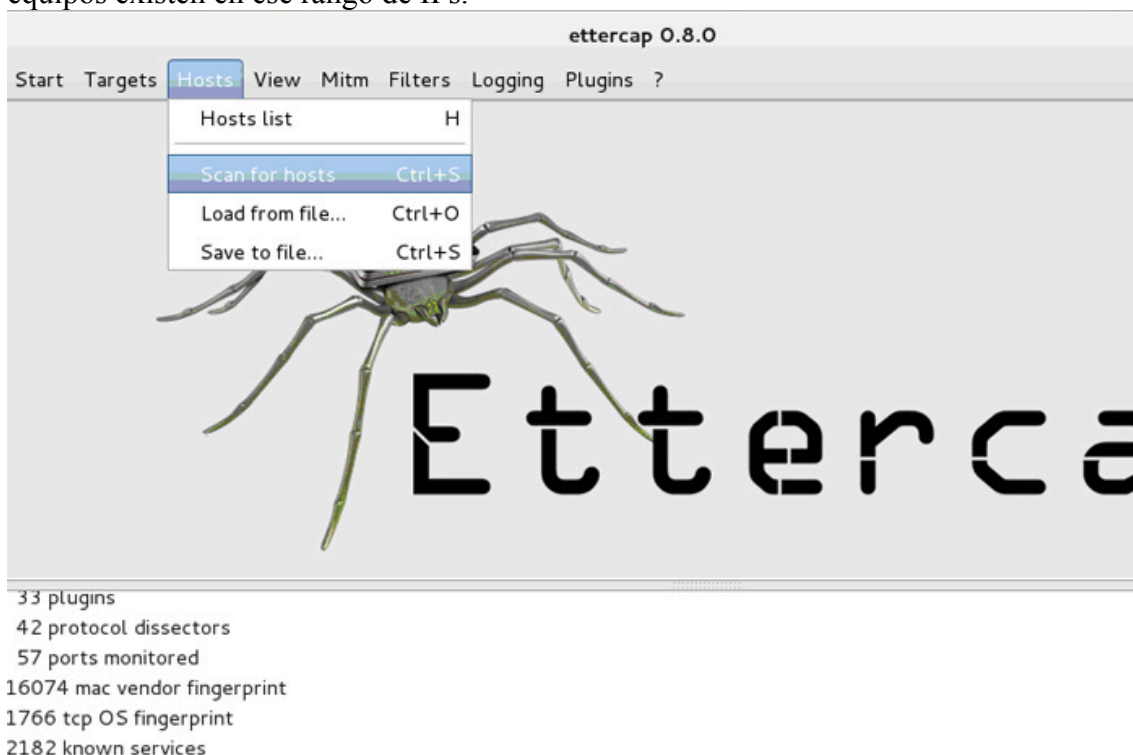 equipos existen en ese rango de IPs.
ettercap 0.8.0
Start Targets Hosts View Mitm Filters Logging Plugins ?
Hosts list H
Scan for hosts Ctrl+S
Load from file... Ctrl+O
Save to file... Ctrl+S
Etterca
33 plugins
42 protocol dissectors
57 ports monitored
16074 mac vendor fingerprint
1766 tcp OS fingerprint
2182 known services